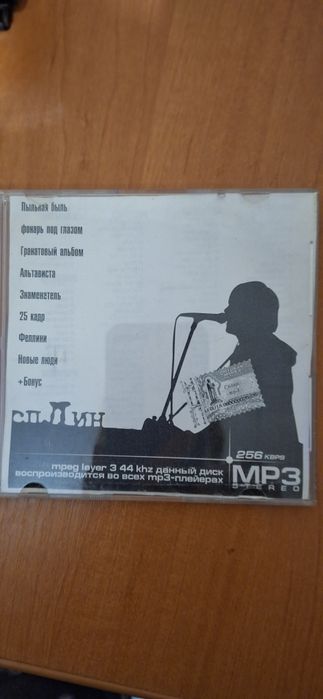 Пыльная быль
фонарь под глазом
Гранатовый альбом
Альтависта
Знаменатель
25 кадр
Феллини
Новые люди
+Бонус
сплин
256 KBPS
mpeg layer 3 44 khz данный диск
воспроизводится во всех mp3-плейерах
MP3
STEREO